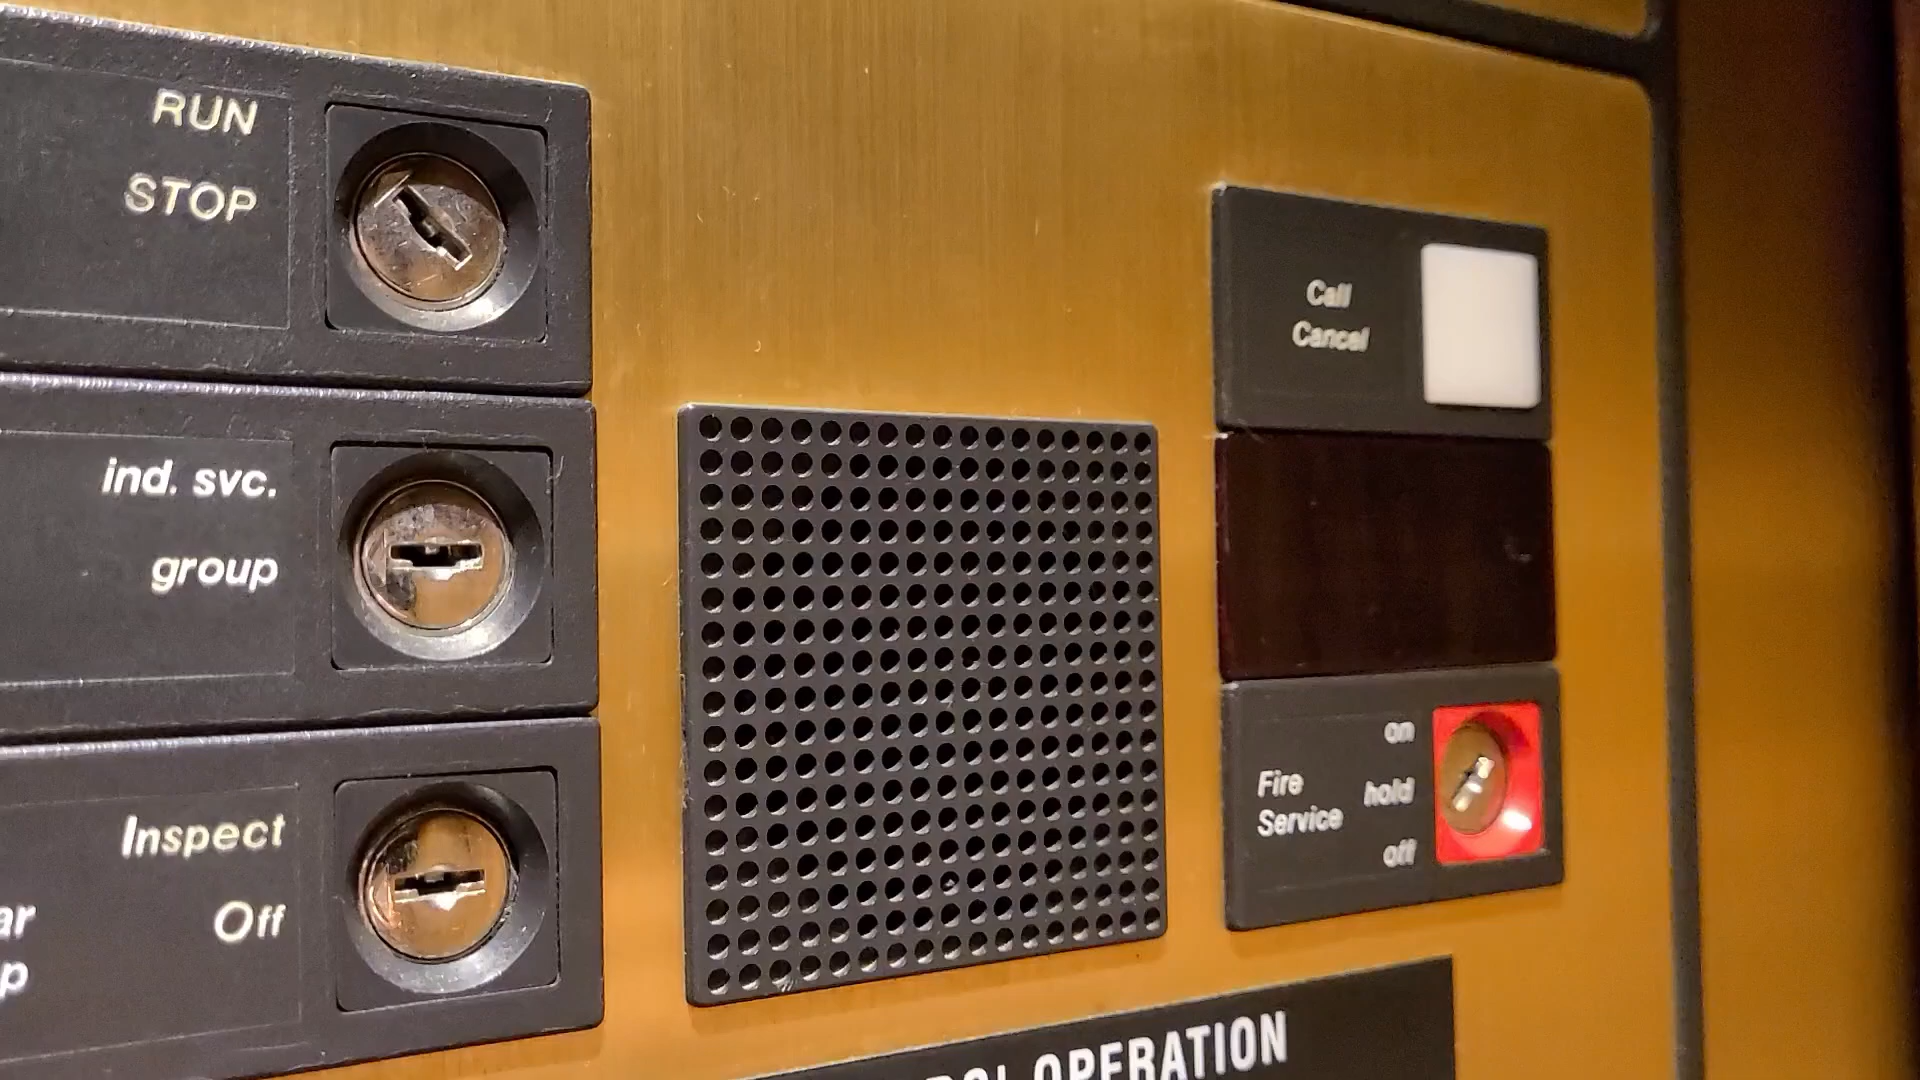 RUN
STOP
ind. svc.
group
Inspect
Off
Call
Cancel
Fire
Service
on
hold
off
OPERATION